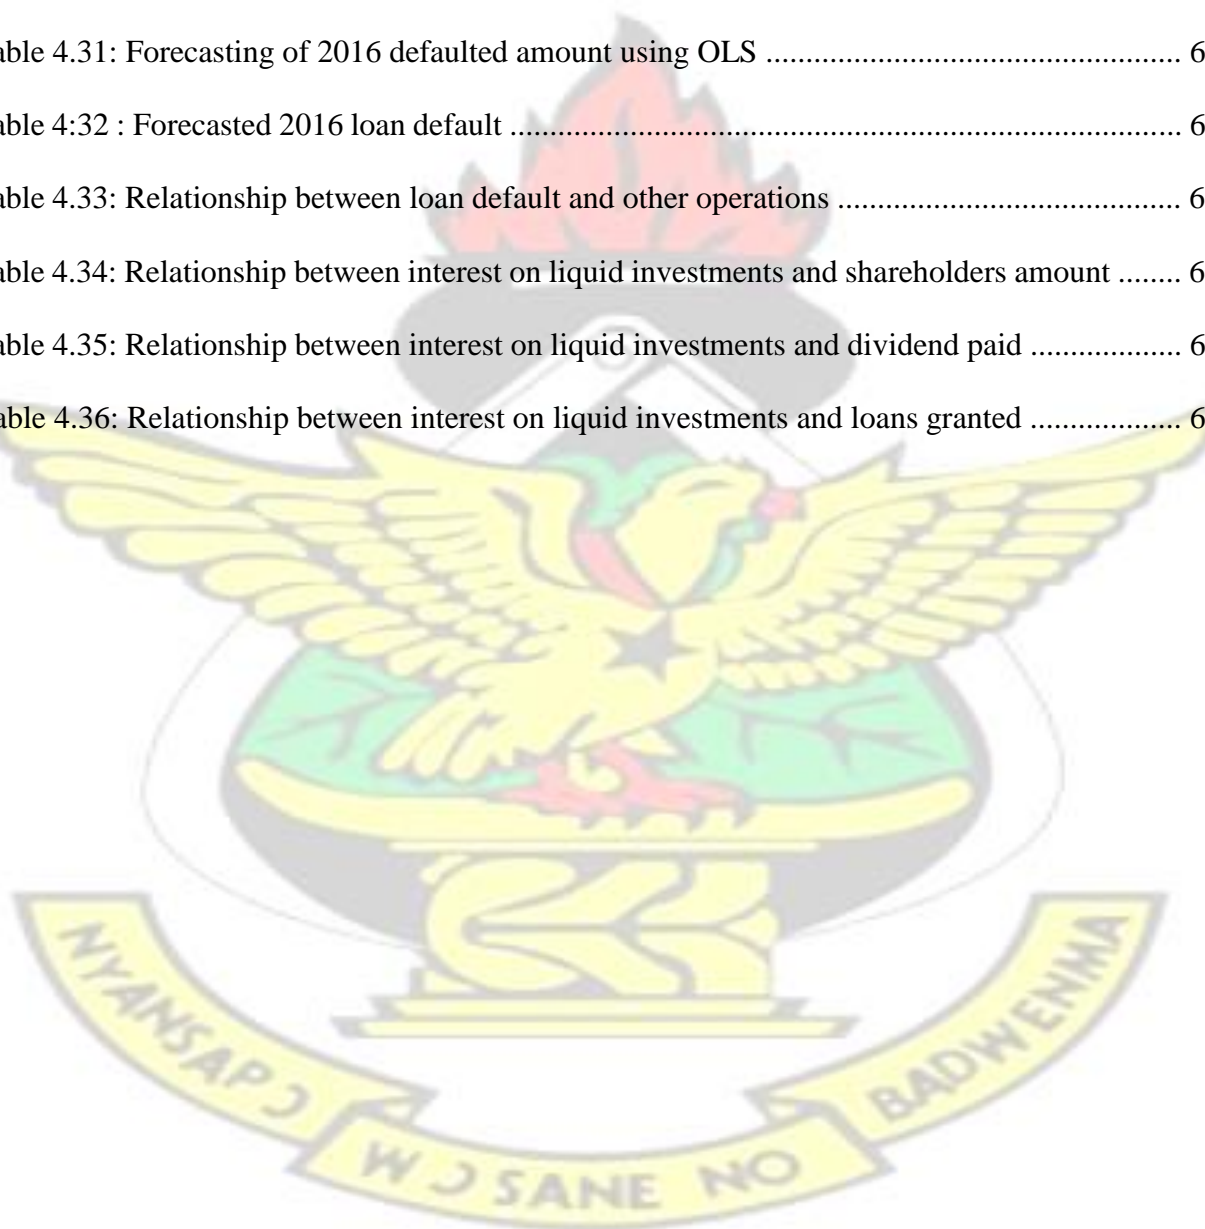 able 4.31: Forecasting of 2016 defaulted amount using OLS .................................................... 6
able 4:32 : Forecasted 2016 loan default .................................................................................... 6
able 4.33: Relationship between loan default and other operations ........................................... 6
able 4.34: Relationship between interest on liquid investments and shareholders amount ........ 6
able 4.35: Relationship between interest on liquid investments and dividend paid ................... 6
able 4.36: Relationship between interest on liquid investments and loans granted ................... 6
NYANSAPƆ
WƆ SANE NO
BADWENMA